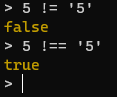 > 5 != '5'
false
> 5 !== '5'
true
>